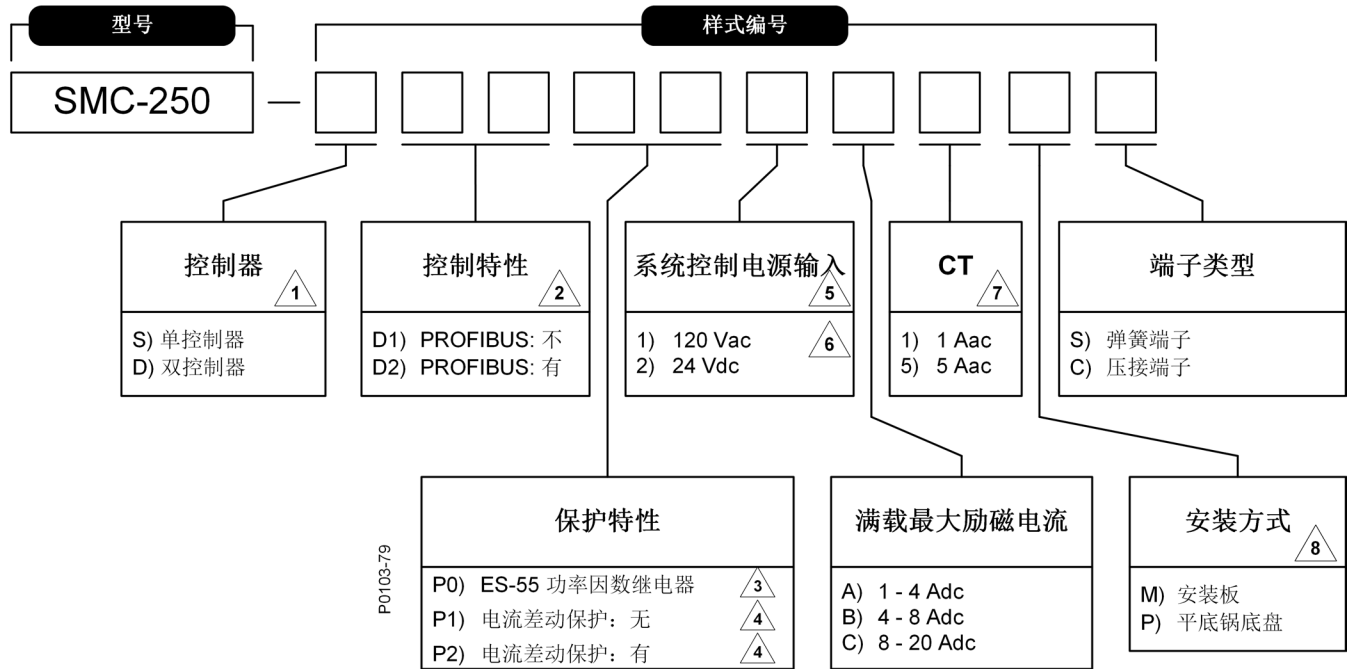 型号
样式编号
SMC-250
—
控制器
1
S) 单控制器
D) 双控制器
控制特性
2
D1) PROFIBUS: 不
D2) PROFIBUS: 有
系统控制电源输入
5
1) 120 Vac
6
2) 24 Vdc
CT
7
1) 1 Aac
5) 5 Aac
端子类型
S) 弹簧端子
C) 压接端子
保护特性
P0) ES-55 功率因数继电器
3
P1) 电流差动保护：无
4
P2) 电流差动保护：有
4
满载最大励磁电流
A) 1 - 4 Adc
B) 4 - 8 Adc
C) 8 - 20 Adc
安装方式
8
M) 安装板
P) 平底锅底盘
P0103-79